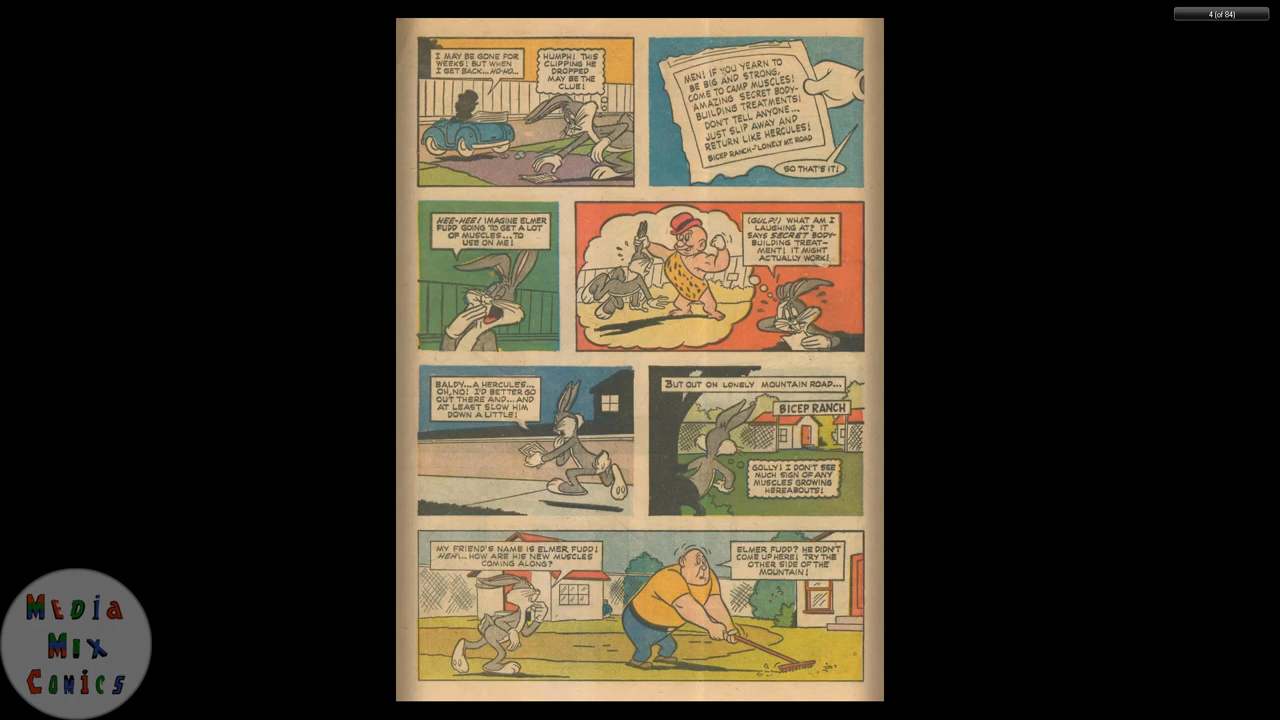 4 (of 84)
I MAY BE GONE FOR
WEEKS! BUT WHEN
I GET BACK...HO-HO...
HUMPH! THIS
CLIPPING HE
DROPPED
MAY BE THE
CLUE!
MEN! IF YOU YEARN TO
BE BIG AND STRONG,
COME TO CAMP MUSCLES!
AMAZING SECRET BODY-
BUILDING TREATMENTS!
DON'T TELL ANYONE...
JUST SLIP AWAY AND
RETURN LIKE HERCULES!
BICEP RANCH-LONELY MT. ROAD
SO THAT'S IT!
HEE-HEE! IMAGINE ELMER
FUDD GOING TO GET A LOT
OF MUSCLES...TO
USE ON ME!
(GULP!) WHAT AM I
LAUGHING AT? IT
SAYS SECRET BODY-
BUILDING TREAT-
MENT! IT MIGHT
ACTUALLY WORK!
BALDY...A HERCULES...
OH, NO! I'D BETTER GO
OUT THERE AND...AND
AT LEAST SLOW HIM
DOWN A LITTLE!
BUT OUT ON LONELY MOUNTAIN ROAD...
BICEP RANCH
GOLLY! I DON'T SEE
MUCH SIGN OF ANY
MUSCLES GROWING
HEREABOUTS!
MY FRIEND'S NAME IS ELMER FUDD!
HEH!...HOW ARE HIS NEW MUSCLES
COMING ALONG?
ELMER FUDD? HE DIDN'T
COME UP HERE! TRY THE
OTHER SIDE OF THE
MOUNTAIN!
MEDIA
MIX
COMICS